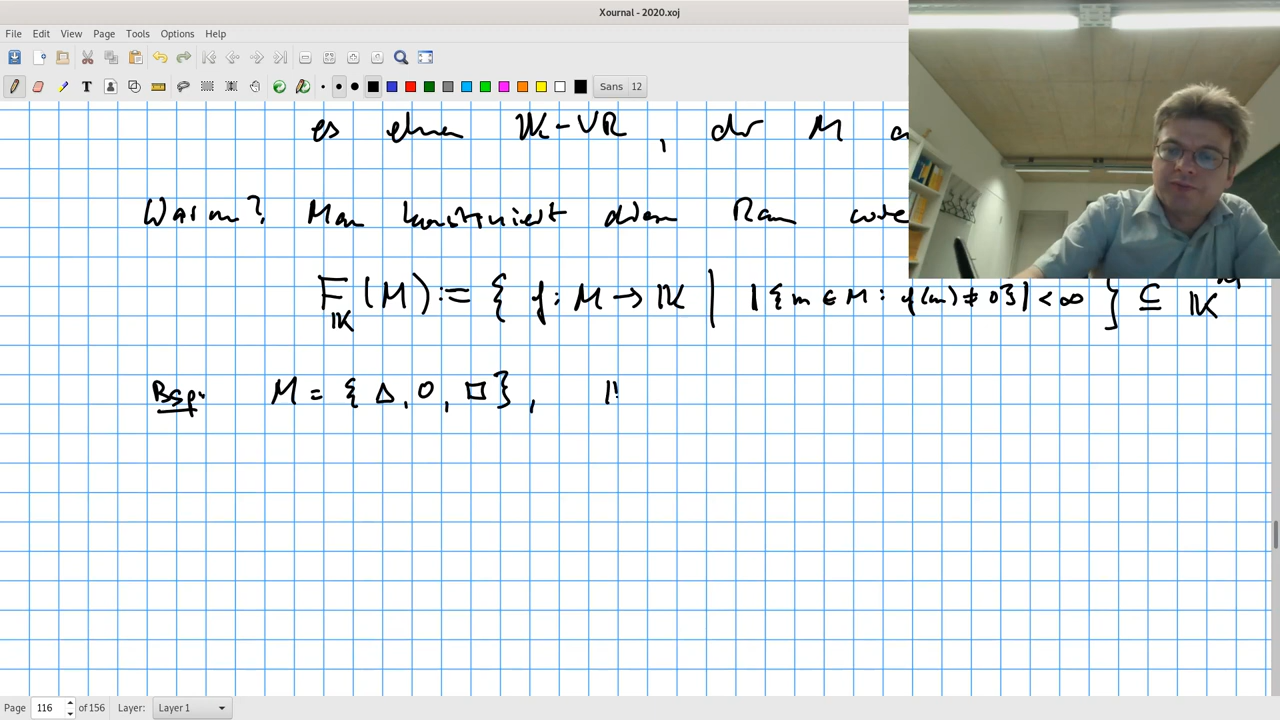 Xournal - 2020.xoj
File Edit View Page Tools Options Help
Sans 12
es einen 𝕂-VR, der M a
Warum? Man konstruiert diesen Raum wie
F_𝕂(M) := { f : M → 𝕂 | |{m ∈ M : f(m) ≠ 0}| < ∞ } ⊆ 𝕂^M
Bsp: M = { △, O, □ },
Page 116 of 156 Layer: Layer 1